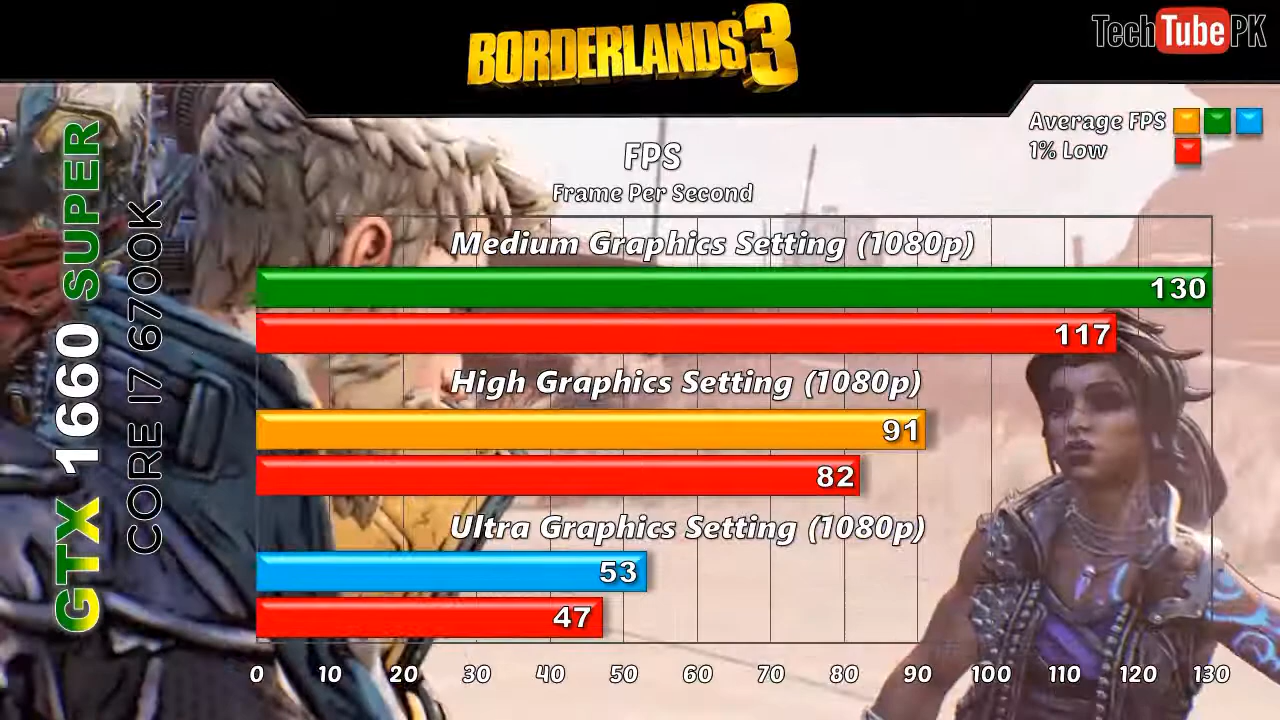 BORDERLANDS 3
TechTubePK
Average FPS
1% Low
FPS
Frame Per Second
GTX 1660 SUPER
CORE I7 6700K
Medium Graphics Setting (1080p)
130
117
High Graphics Setting (1080p)
91
82
Ultra Graphics Setting (1080p)
53
47
0 10 20 30 40 50 60 70 80 90 100 110 120 130